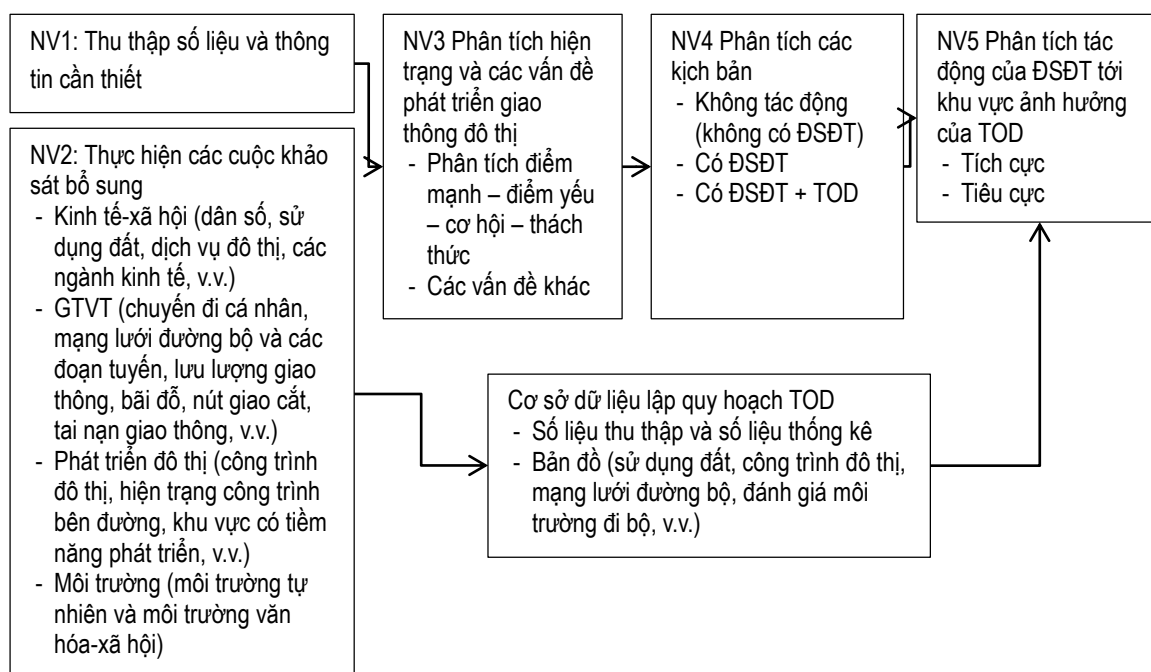 NV1: Thu thập số liệu và thông
tin cần thiết
NV2: Thực hiện các cuộc khảo
sát bổ sung
- Kinh tế-xã hội (dân số, sử
dụng đất, dịch vụ đô thị, các
ngành kinh tế, v.v.)
- GTVT (chuyến đi cá nhân,
mạng lưới đường bộ và các
đoạn tuyến, lưu lượng giao
thông, bãi đỗ, nút giao cắt,
tai nạn giao thông, v.v.)
- Phát triển đô thị (công trình
đô thị, hiện trạng công trình
bên đường, khu vực có tiềm
năng phát triển, v.v.)
- Môi trường (môi trường tự
nhiên và môi trường văn
hóa-xã hội)
NV3 Phân tích hiện
trạng và các vấn đề
phát triển giao
thông đô thị
- Phân tích điểm
mạnh – điểm yếu
– cơ hội – thách
thức
- Các vấn đề khác
NV4 Phân tích các
kịch bản
- Không tác động
(không có ĐSĐT)
- Có ĐSĐT
- Có ĐSĐT + TOD
NV5 Phân tích tác
động của ĐSĐT tới
khu vực ảnh hưởng
của TOD
- Tích cực
- Tiêu cực
Cơ sở dữ liệu lập quy hoạch TOD
- Số liệu thu thập và số liệu thống kê
- Bản đồ (sử dụng đất, công trình đô thị,
mạng lưới đường bộ, đánh giá môi
trường đi bộ, v.v.)